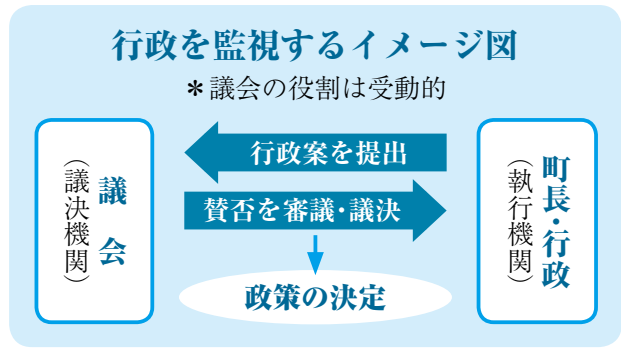 行政を監視するイメージ図
＊議会の役割は受動的
議会
（議決機関）
行政案を提出
賛否を審議・議決
政策の決定
町長・行政
（執行機関）